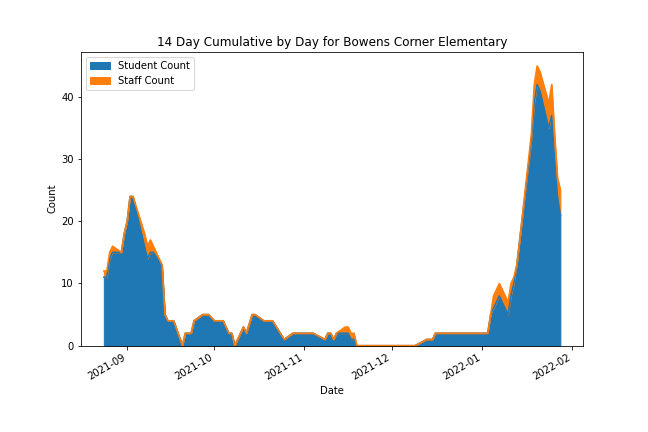 14 Day Cumulative by Day for Bowens Corner Elementary
Student Count
Staff Count
Count
40
30
20
10
0
2021-09
2021-10
2021-11
2021-12
2022-01
2022-02
Date